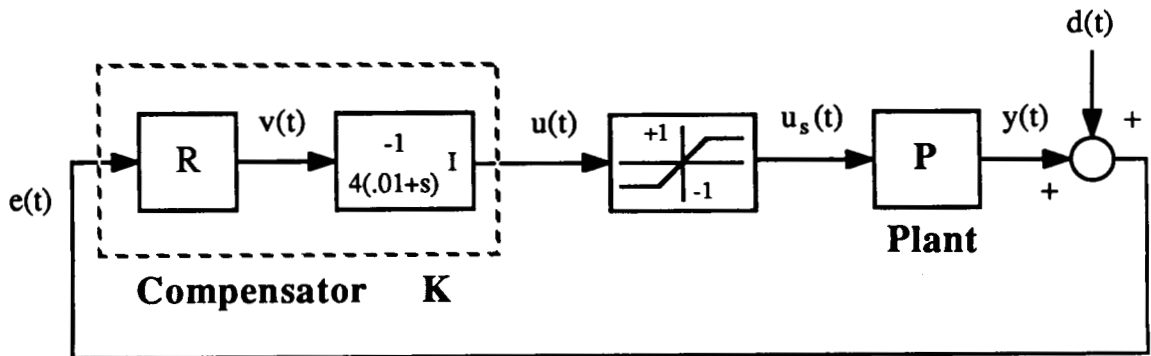 d(t)
v(t)
u(t)
u_s(t)
y(t)
+
R
-1
I
4(.01+s)
+1
-1
P
+
e(t)
Plant
Compensator K